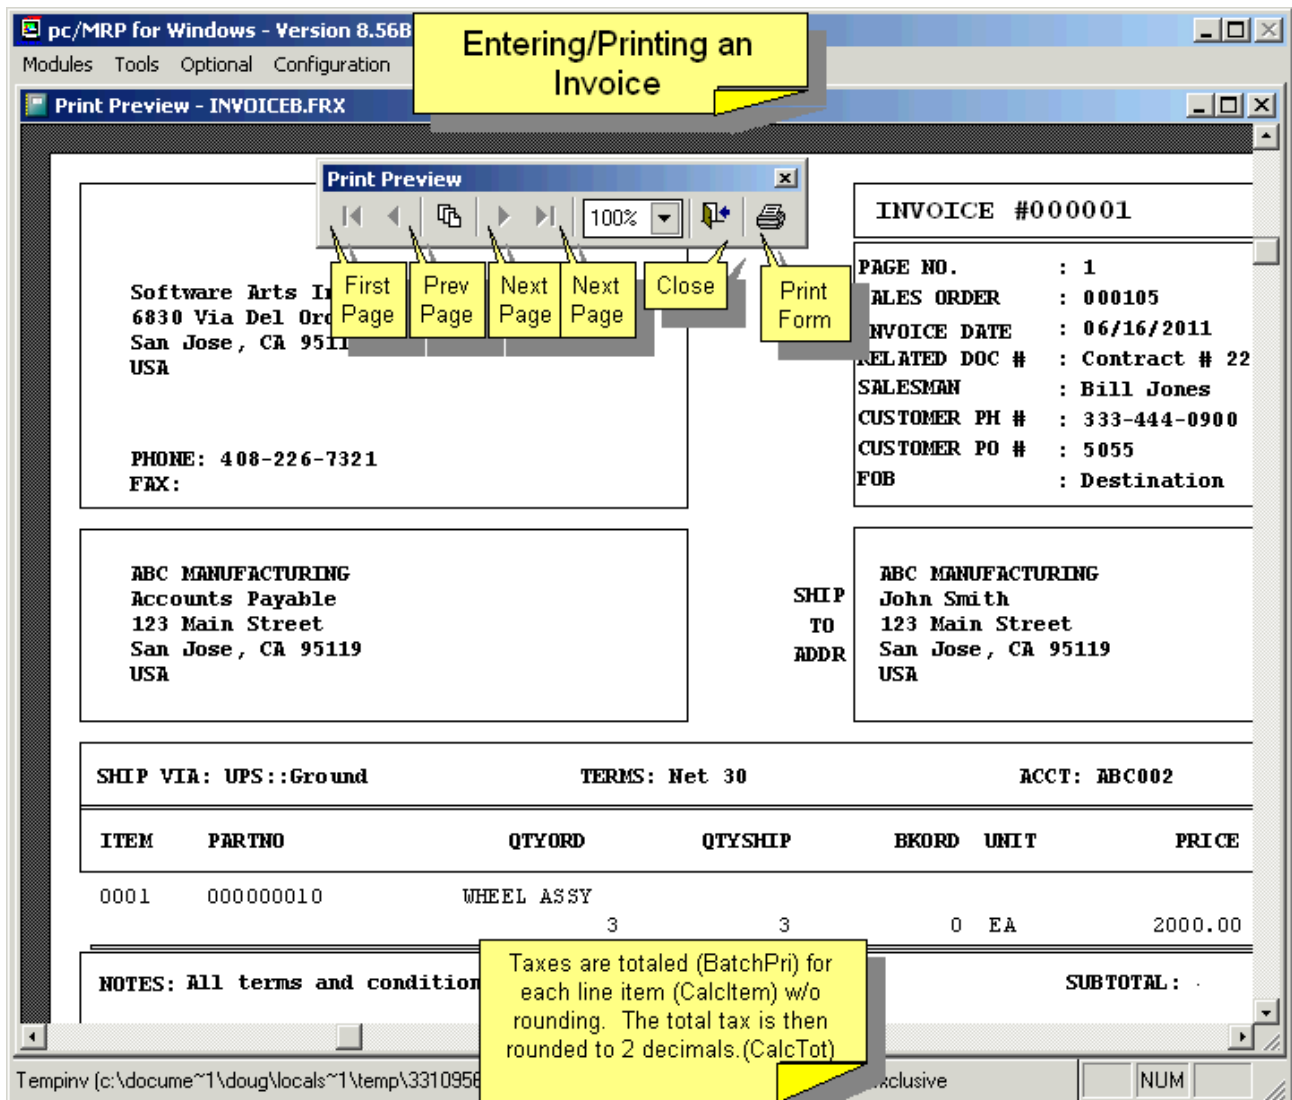 pc/MRP for Windows - Version 8.56B
Entering/Printing an
Invoice
Modules Tools Optional Configuration
Print Preview - INVOICEB.FRX
Print Preview
100%
First
Page
Prev
Page
Next
Page
Next
Page
Close
Print
Form
INVOICE #000001
Software Arts
6830 Via Del
San Jose, CA
USA
PHONE: 408-226-7321
FAX:
PAGE NO. : 1
SALES ORDER : 000105
INVOICE DATE : 06/16/2011
RELATED DOC # : Contract # 22
SALESMAN : Bill Jones
CUSTOMER PH # : 333-444-0900
CUSTOMER PO # : 5055
FOB : Destination
ABC MANUFACTURING
Accounts Payable
123 Main Street
San Jose, CA 95119
USA
SHIP
TO
ADDR
ABC MANUFACTURING
John Smith
123 Main Street
San Jose, CA 95119
USA
SHIP VIA: UPS::Ground TERMS: Net 30 ACCT: ABC002
ITEM PARTNO QTYORD QTYSHIP BKORD UNIT PRICE
0001 000000010 WHEEL ASSY
3 3 0 EA 2000.00
NOTES: All terms and condition
SUBTOTAL:
Taxes are totaled (BatchPri) for
each line item (CalcItem) w/o
rounding. The total tax is then
rounded to 2 decimals.(CalcTot)
Tempinv (c:\docume~1\doug\locals~1\temp\3310956
NUM